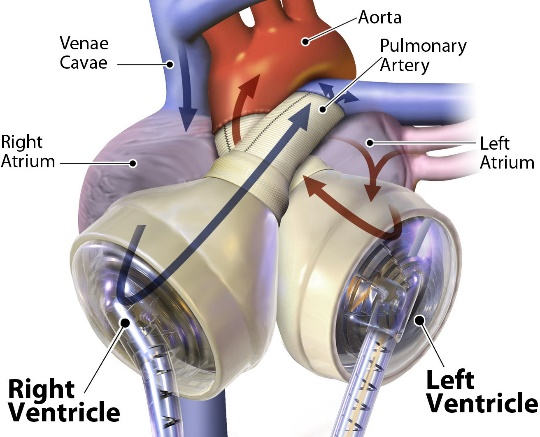 Aorta
Venae
Cavae
Pulmonary
Artery
Right
Atrium
Left
Atrium
Right
Ventricle
Left
Ventricle